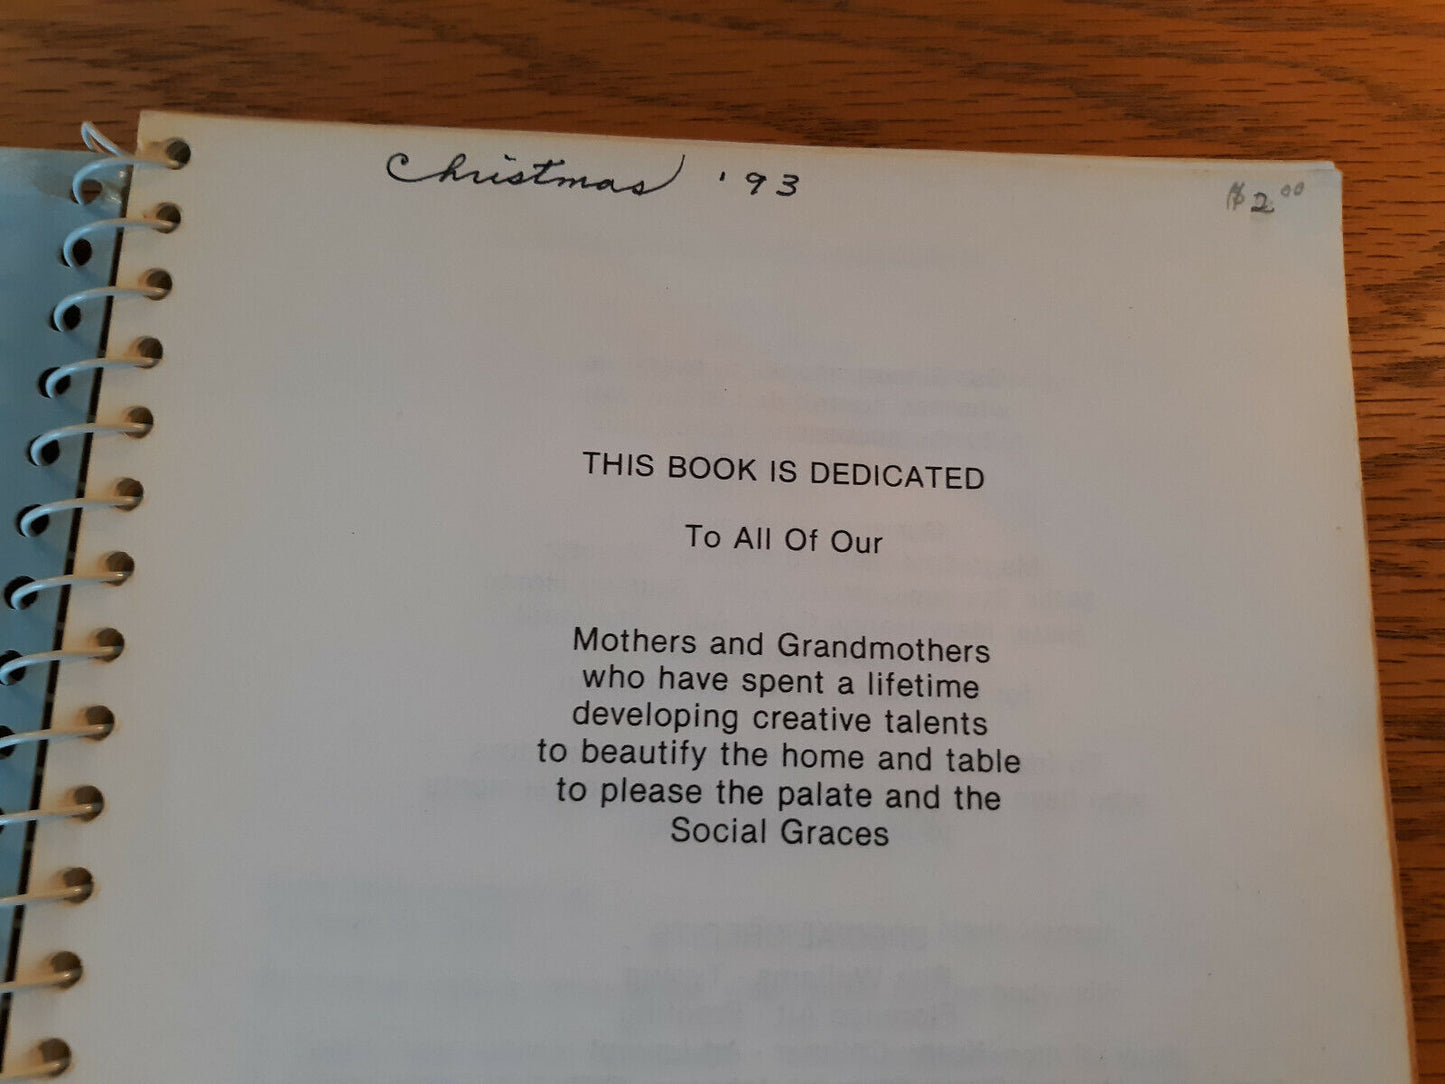 Christmas '93
$2.00
THIS BOOK IS DEDICATED
To All Of Our
Mothers and Grandmothers
who have spent a lifetime
developing creative talents
to beautify the home and table
to please the palate and the
Social Graces